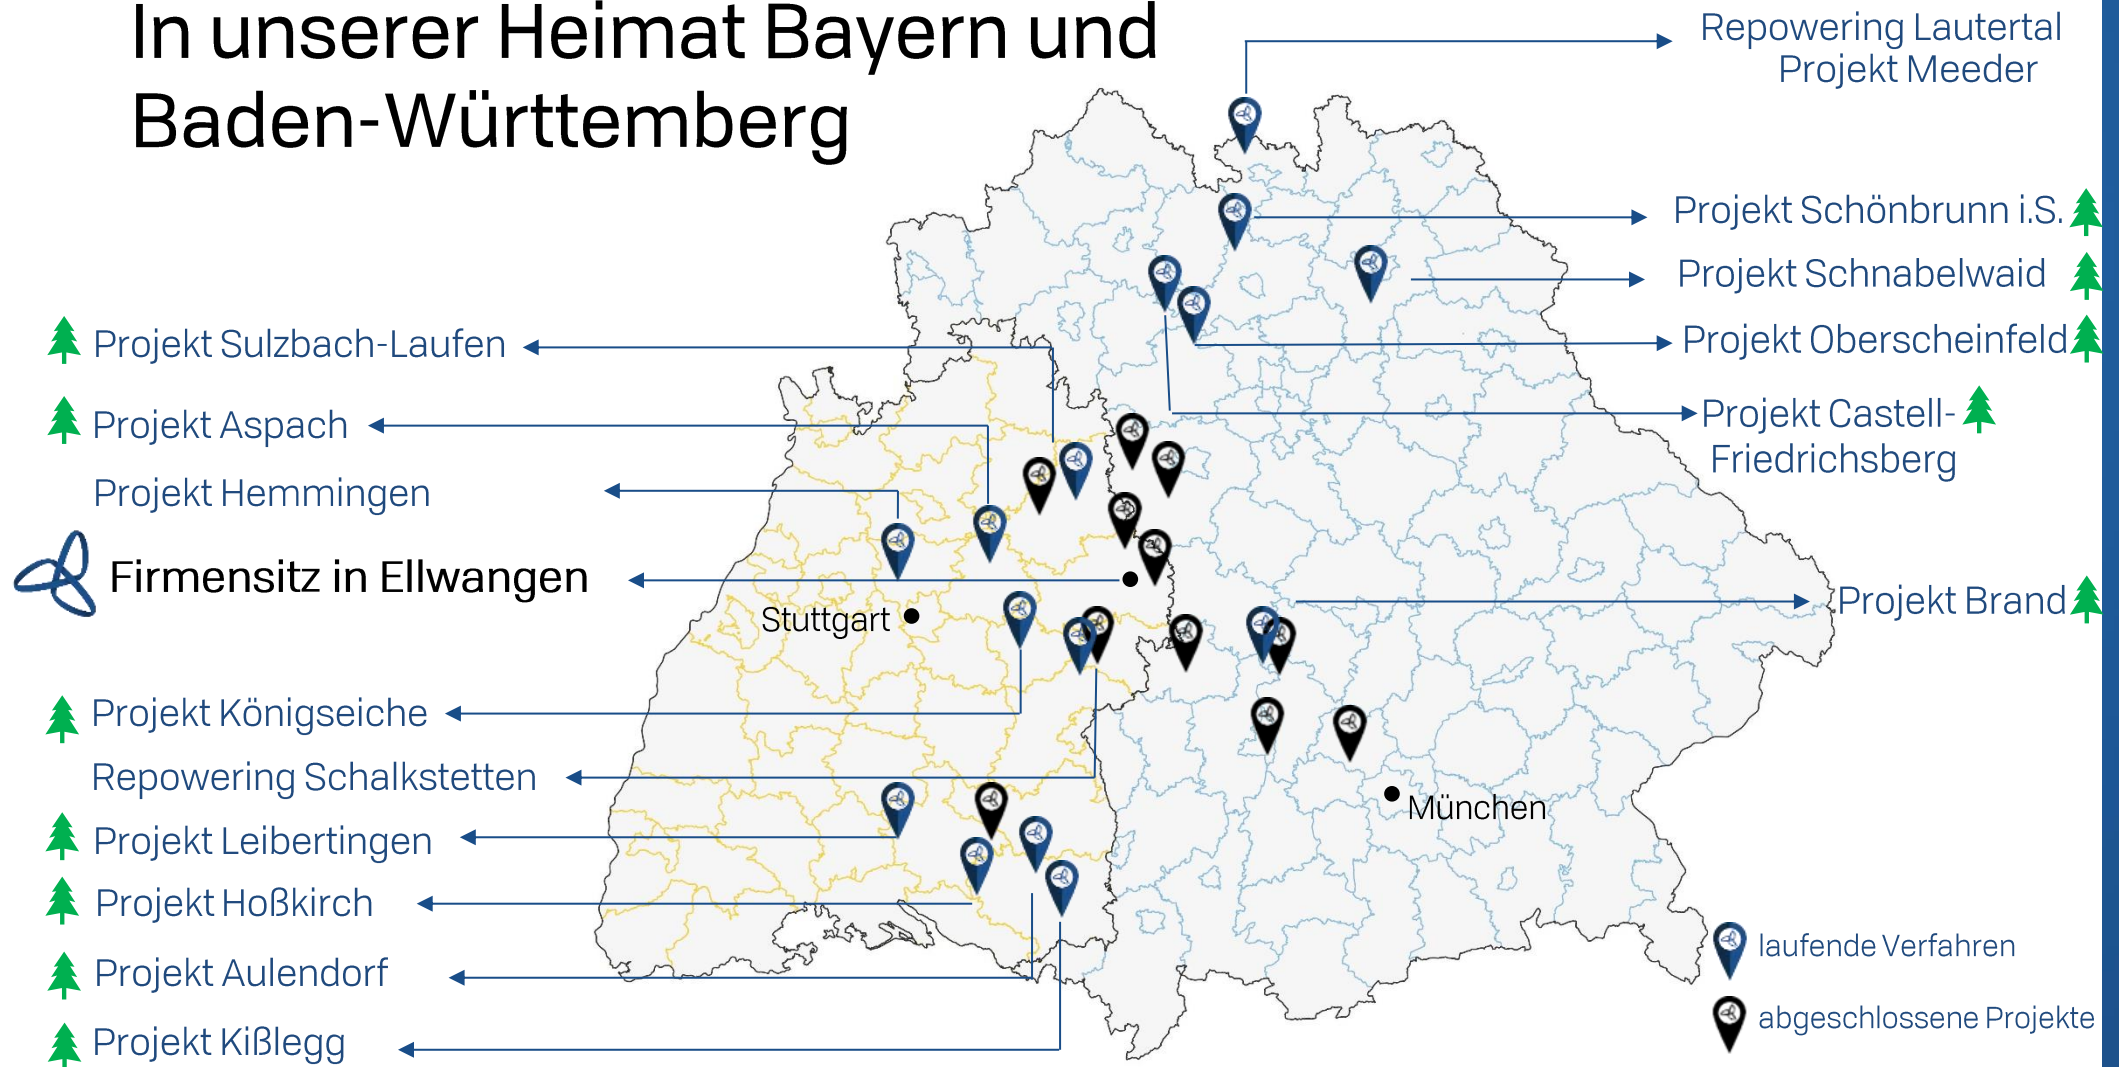 In unserer Heimat Bayern und
Baden-Württemberg
Repowering Lautertal
Projekt Meeder
Projekt Schönbrunn i.S.
Projekt Schnabelwaid
Projekt Oberscheinfeld
Projekt Castell-
Friedrichsberg
Projekt Brand
Projekt Sulzbach-Laufen
Projekt Aspach
Projekt Hemmingen
Firmensitz in Ellwangen
Stuttgart
Projekt Königseiche
Repowering Schalkstetten
Projekt Leibertingen
Projekt Hoßkirch
Projekt Aulendorf
Projekt Kißlegg
München
laufende Verfahren
abgeschlossene Projekte